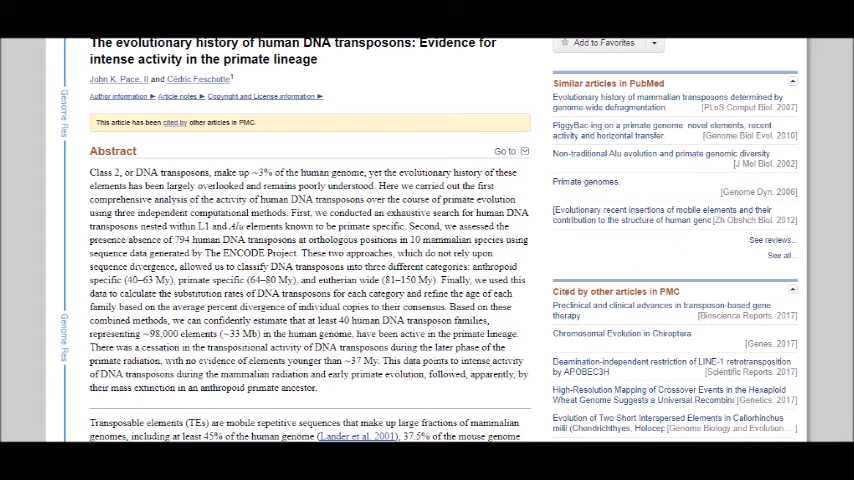 The evolutionary history of human DNA transposons: Evidence for
intense activity in the primate lineage
John K. Pace, II and Cédric Feschotte1
Author information ▶ Article notes ▶ Copyright and License information ▶
This article has been cited by other articles in PMC.
Abstract
Go to:
Class 2, or DNA transposons, make up ~3% of the human genome, yet the evolutionary history of these
elements has been largely overlooked and remains poorly understood. Here we carried out the first
comprehensive analysis of the activity of human DNA transposons over the course of primate evolution
using three independent computational methods. First, we conducted an exhaustive search for human DNA
transposons nested within L1 and Alu elements known to be primate specific. Second, we assessed the
presence/absence of 794 human DNA transposons at orthologous positions in 10 mammalian species using
sequence data generated by The ENCODE Project. These two approaches, which do not rely upon
sequence divergence, allowed us to classify DNA transposons into three different categories: anthropoid
specific (40–63 My), primate specific (64–80 My), and eutherian wide (81–150 My). Finally, we used this
data to calculate the substitution rates of DNA transposons for each category and refine the age of each
family based on the average percent divergence of individual copies to their consensus. Based on these
combined methods, we can confidently estimate that at least 40 human DNA transposon families,
representing ~98,000 elements (~33 Mb) in the human genome, have been active in the primate lineage.
There was a cessation in the transpositional activity of DNA transposons during the later phase of the
primate radiation, with no evidence of elements younger than ~37 My. This data points to intense activity
of DNA transposons during the mammalian radiation and early primate evolution, followed, apparently, by
their mass extinction in an anthropoid primate ancestor.
Transposable elements (TEs) are mobile repetitive sequences that make up large fractions of mammalian
genomes, including at least 45% of the human genome (Lander et al. 2001), 37.5% of the mouse genome
Genome Res
Genome Res
Add to Favorites
Similar articles in PubMed
Evolutionary history of mammalian transposons determined by
genome-wide defragmentation. [PLoS Comput Biol. 2007]
PiggyBac-ing on a primate genome novel elements, recent
activity and horizontal transfer. [Genome Biol Evol. 2010]
Non-traditional Alu evolution and primate genomic diversity.
[J Mol Biol. 2002]
Primate genomes.
[Genome Dyn. 2006]
[Evolutionary recent insertions of mobile elements and their
contribution to the structure of human genc [Zh Obshch Biol. 2012]
See reviews...
See all...
Cited by other articles in PMC
Preclinical and clinical advances in transposon-based gene
therapy [Bioscience Reports. 2017]
Chromosomal Evolution in Chiroptera
[Genes. 2017]
Deamination-independent restriction of LINE-1 retrotransposition
by APOBEC3H [Scientific Reports. 2017]
High-Resolution Mapping of Crossover Events in the Hexaploid
Wheat Genome Suggests a Universal Recombin [Genetics. 2017]
Evolution of Two Short Interspersed Elements in Callorhinchus
milii (Chondrichthyes, Holocep [Genome Biology and Evolution. ...]